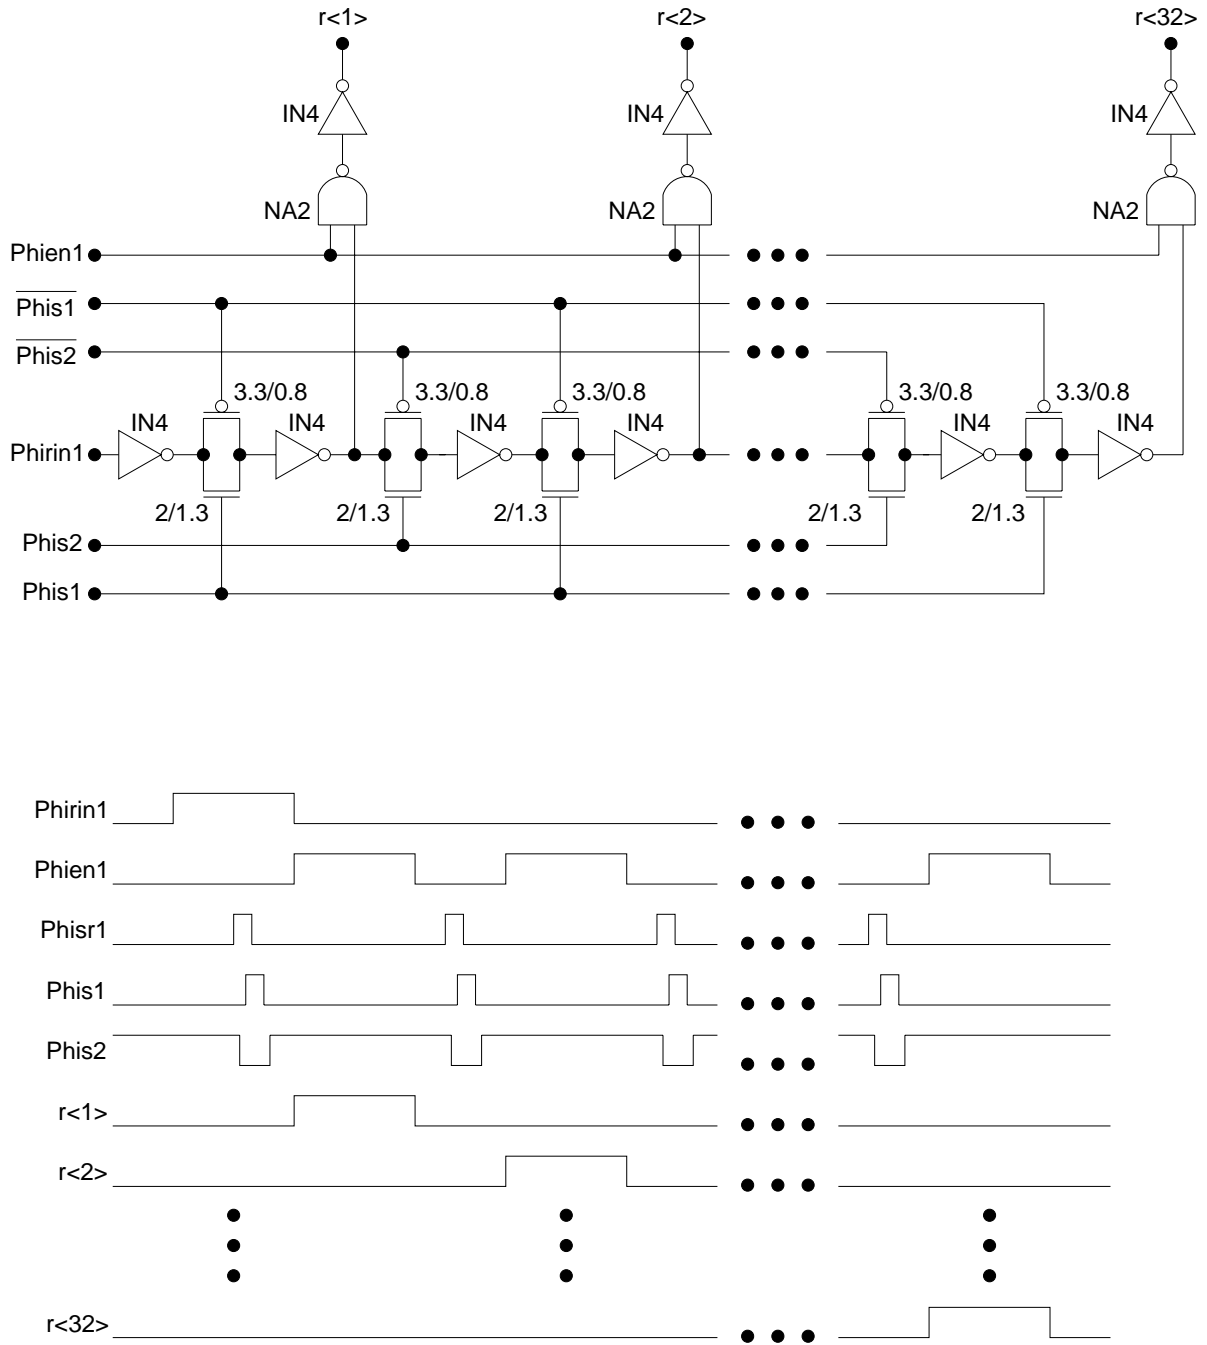 r<1> r<2> r<32>
IN4 IN4 IN4
NA2 NA2 NA2
Phien1
Phis1
Phis2
3.3/0.8 3.3/0.8 3.3/0.8 3.3/0.8 3.3/0.8
IN4 IN4 IN4 IN4 IN4 IN4
Phirin1
2/1.3 2/1.3 2/1.3 2/1.3 2/1.3
Phis2
Phis1
Phirin1
Phien1
Phisr1
Phis1
Phis2
r<1>
r<2>
r<32>